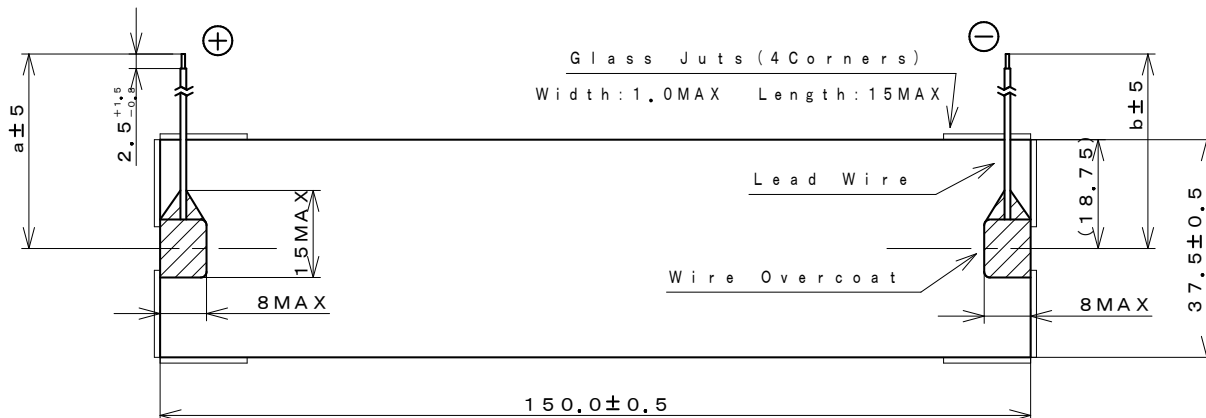 ⊕
⊖
Glass Juts(4Corners)
Width:1.0MAX Length:15MAX
a±5
2.5+1.5-0.8
b±5
(18.75)
Lead Wire
15MAX
37.5±0.5
Wire Overcoat
8MAX
8MAX
150.0±0.5